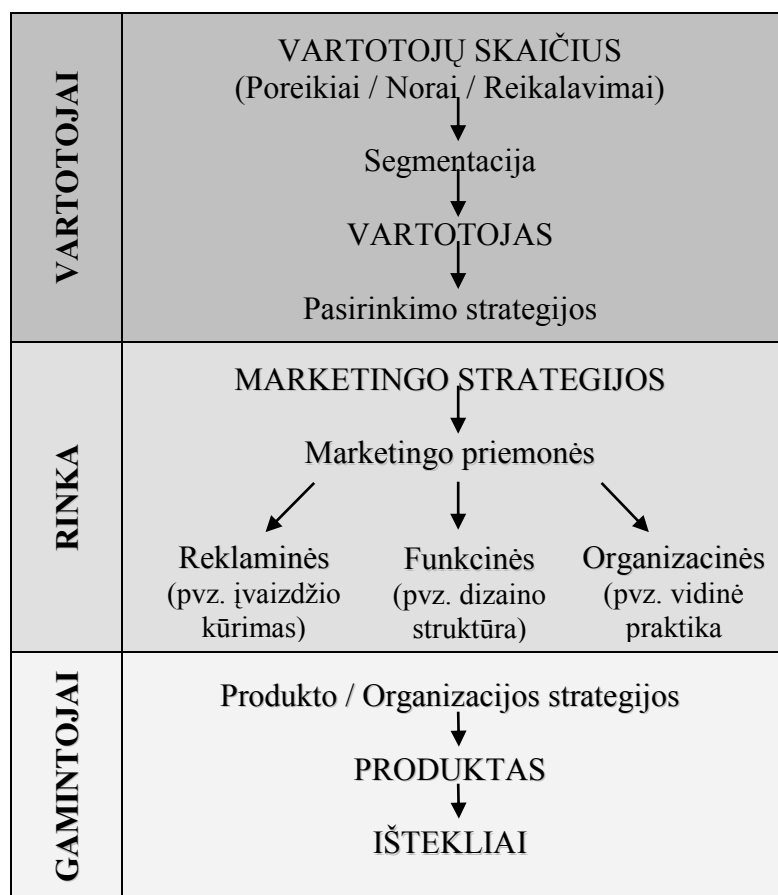 VARTOTOJAI
VARTOTOJŲ SKAIČIUS
(Poreikiai / Norai / Reikalavimai)
Segmentacija
VARTOTOJAS
Pasirinkimo strategijos
RINKA
MARKETINGO STRATEGIJOS
Marketingo priemonės
Reklaminės
(pvz. įvaizdžio
kūrimas)
Funkcinės
(pvz. dizaino
struktūra)
Organizacinės
(pvz. vidinė
praktika
GAMINTOJAI
Produkto / Organizacijos strategijos
PRODUKTAS
IŠTEKLIAI